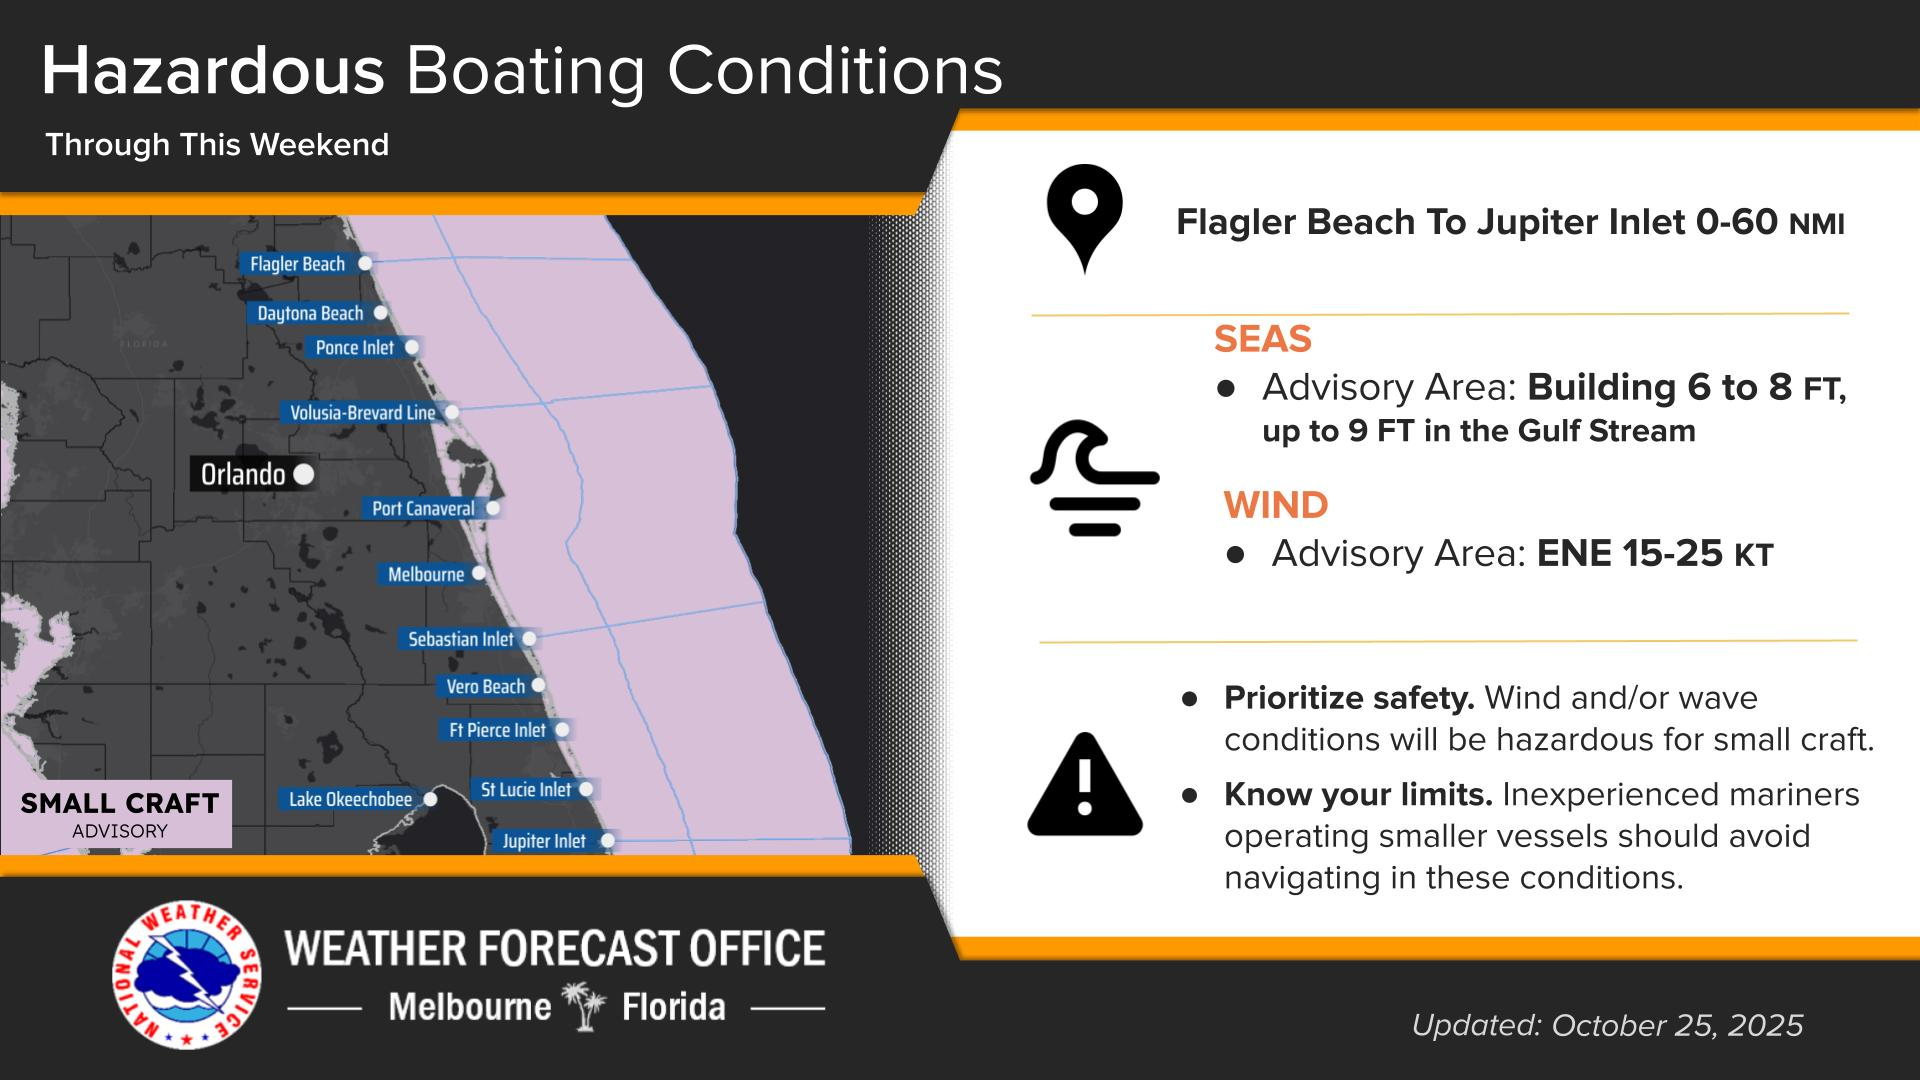 Hazardous Boating Conditions
Through This Weekend
FLORIDA
Flagler Beach
Daytona Beach
Ponce Inlet
Volusia-Brevard Line
Orlando
Port Canaveral
Melbourne
Sebastian Inlet
Vero Beach
Ft Pierce Inlet
St Lucie Inlet
Lake Okeechobee
Jupiter Inlet
SMALL CRAFT
ADVISORY
Flagler Beach To Jupiter Inlet 0-60 NMI
SEAS
● Advisory Area: Building 6 to 8 FT,
up to 9 FT in the Gulf Stream
WIND
● Advisory Area: ENE 15-25 KT
● Prioritize safety. Wind and/or wave
conditions will be hazardous for small craft.
● Know your limits. Inexperienced mariners
operating smaller vessels should avoid
navigating in these conditions.
NATIONAL WEATHER SERVICE
WEATHER FORECAST OFFICE
Melbourne Florida
Updated: October 25, 2025